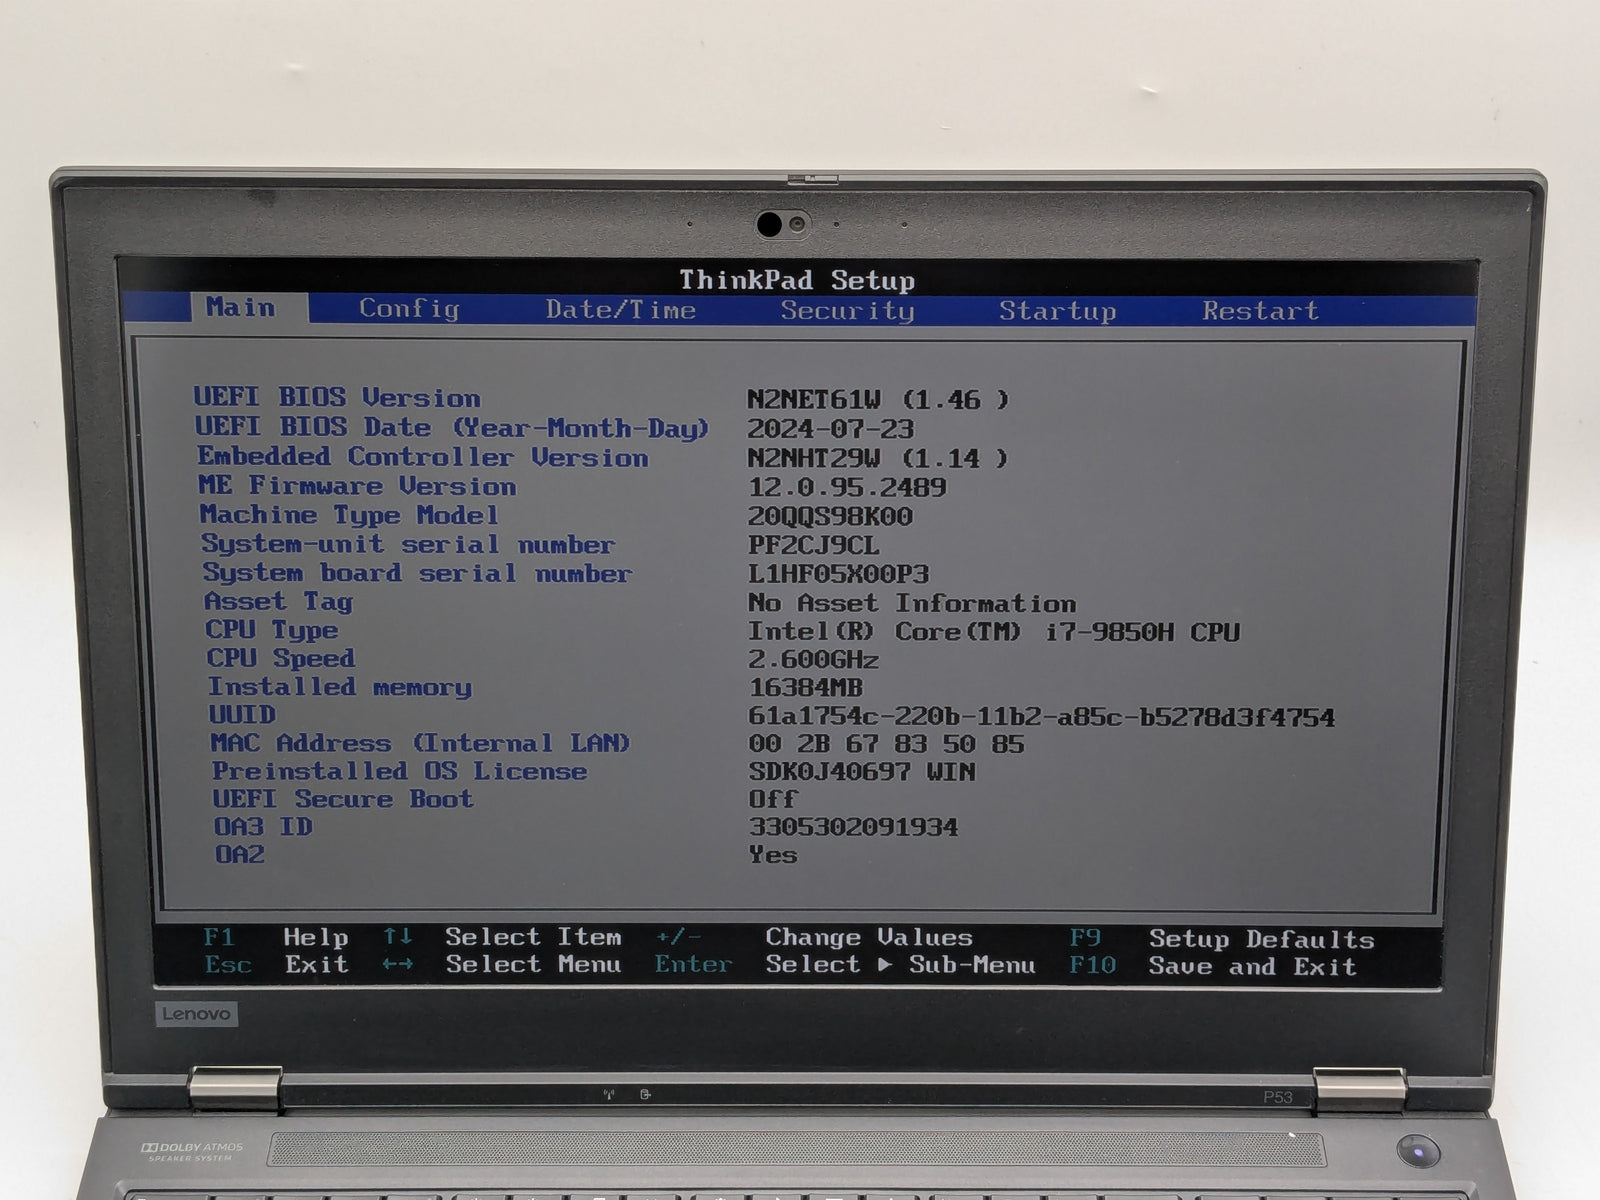 ThinkPad Setup
Main Config Date/Time Security Startup Restart
UEFI BIOS Version N2NET61W (1.46 )
UEFI BIOS Date (Year-Month-Day) 2024-07-23
Embedded Controller Version N2NHT29W (1.14 )
ME Firmware Version 12.0.95.2489
Machine Type Model 20QQS98K00
System-unit serial number PF2CJ9CL
System board serial number L1HF05X00P3
Asset Tag No Asset Information
CPU Type Intel(R) Core(TM) i7-9850H CPU
CPU Speed 2.600GHz
Installed memory 16384MB
UUID 61a1754c-220b-11b2-a85c-b5278d3f4754
MAC Address (Internal LAN) 00 2B 67 83 50 85
Preinstalled OS License SDK0J40697 WIN
UEFI Secure Boot Off
OA3 ID 3305302091934
OA2 Yes
F1 Help ↑↓ Select Item +/- Change Values F9 Setup Defaults
Esc Exit ←→ Select Menu Enter Select ▶ Sub-Menu F10 Save and Exit
Lenovo
P53
DOLBY ATMOS
SPEAKER SYSTEM